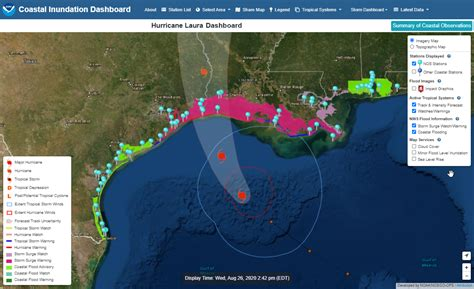 Coastal Inundation Dashboard
About
Station List
Select Area
Share Map
Legend
Tropical Systems
Storm Dashboard
Latest Data
Hurricane Laura Dashboard
Summary of Coastal Observations
Imagery Map
Topographic Map
Stations Displayed
NOS Stations
Other Coastal Stations
Flood Images
Impact Graphics
Active Tropical Systems
Track & Intensity Forecast
Watches/Warnings
NWS Flood Information
Storm Surge Watch/Warning
Coastal Flooding
Map Services
Cloud Cover
Minor Flood Level Inundation
Sea Level Rise
Major Hurricane
Hurricane
Tropical Storm
Tropical Depression
Post/Potential Tropical Cyclone
Extent Tropical Storm Winds
Extent Hurricane Winds
Forecast Track Uncertainty
Tropical Storm Watch
Hurricane Watch
Tropical Storm Warning
Hurricane Warning
Storm Surge Watch
Storm Surge Warning
Coastal Flood Advisory
Coastal Flood Watch
Coastal Flood Warning
Display Time: Wed, Aug 26, 2020 2:42 pm (EDT)